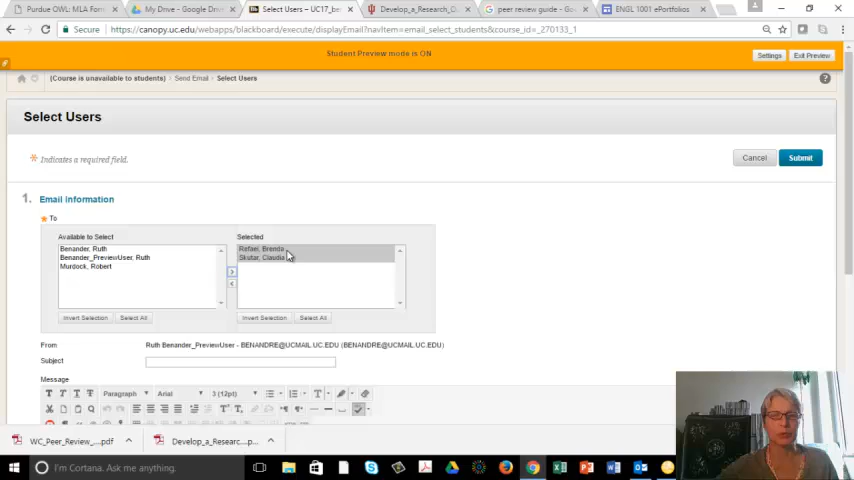 Purdue OWL: MLA Form
My Drive - Google Drive
Select Users – UC17_be
Develop_a_Research_D
peer review guide - Go
ENGL 1001 ePortfolios
Secure https://canopy.uc.edu/webapps/blackboard/execute/displayEmail?navItem=email_select_students&course_id=_270133_1
Student Preview mode is ON
Settings
Exit Preview
(Course is unavailable to students) Send Email Select Users
Select Users
Indicates a required field.
Cancel
Submit
1. Email Information
To
Available to Select
Selected
Benander, Ruth
Benander_PreviewUser, Ruth
Murdock, Robert
Refaei, Brenda
Skutar, Claudia
Invert Selection
Select All
Invert Selection
Select All
From Ruth Benander_PreviewUser - BENANDRE@UCMAIL.UC.EDU (BENANDRE@UCMAIL.UC.EDU)
Subject
Message
T T T T Paragraph Arial 3 (12pt)
WC_Peer_Review_....pdf
Develop_a_Researc....p...
I'm Cortana. Ask me anything.